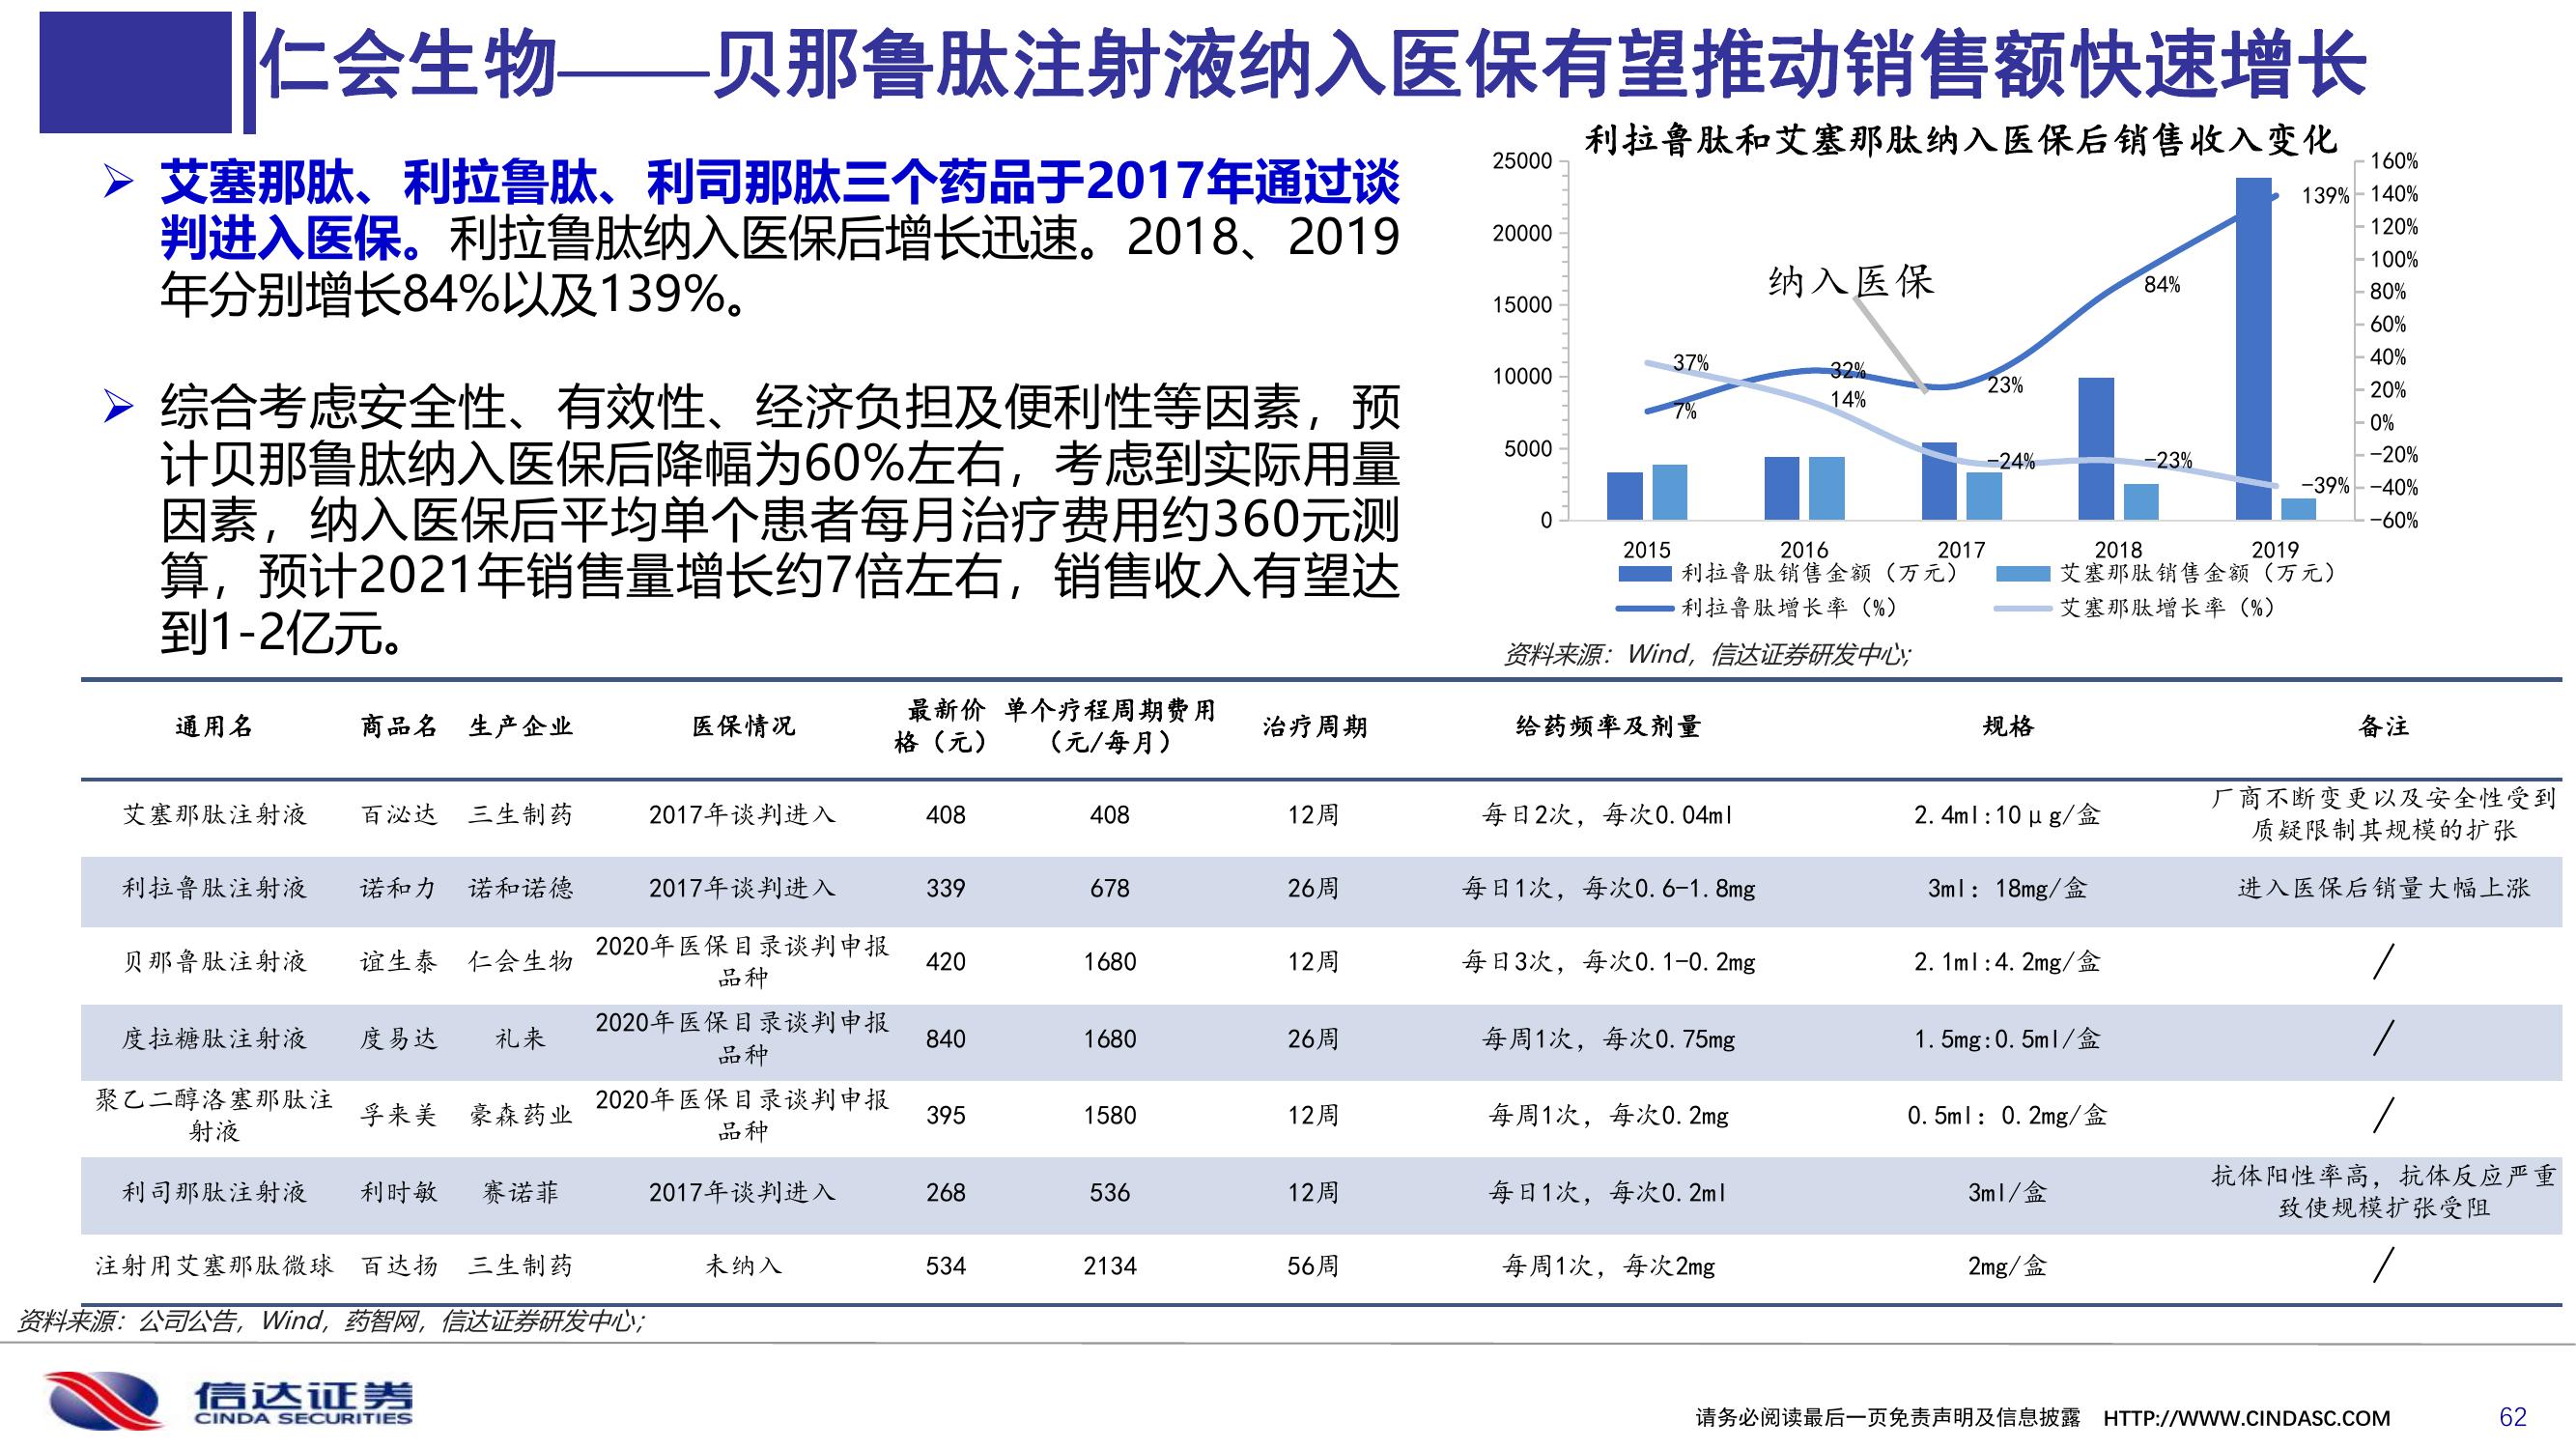 仁会生物——贝那鲁肽注射液纳入医保有望推动销售额快速增长
艾塞那肽、利拉鲁肽、利司那肽三个药品于2017年通过谈
判进入医保。利拉鲁肽纳入医保后增长迅速。2018、2019
年分别增长84%以及139%。
综合考虑安全性、有效性、经济负担及便利性等因素，预
计贝那鲁肽纳入医保后降幅为60%左右，考虑到实际用量
因素，纳入医保后平均单个患者每月治疗费用约360元测
算，预计2021年销售量增长约7倍左右，销售收入有望达
到1-2亿元。
利拉鲁肽和艾塞那肽纳入医保后销售收入变化
25000
20000
15000
10000
5000
0
160%
140%
120%
100%
80%
60%
40%
20%
0%
-20%
-40%
-60%
纳入医保
37%
7%
32%
14%
23%
-24%
84%
-23%
139%
-39%
2015 2016 2017 2018 2019
利拉鲁肽销售金额（万元） 艾塞那肽销售金额（万元）
利拉鲁肽增长率（%） 艾塞那肽增长率（%）
资料来源：Wind，信达证券研发中心；
通用名 商品名 生产企业 医保情况 最新价格（元） 单个疗程周期费用（元/每月） 治疗周期 给药频率及剂量 规格 备注
艾塞那肽注射液 百泌达 三生制药 2017年谈判进入 408 408 12周 每日2次，每次0.04ml 2.4ml:10μg/盒 厂商不断变更以及安全性受到质疑限制其规模的扩张
利拉鲁肽注射液 诺和力 诺和诺德 2017年谈判进入 339 678 26周 每日1次，每次0.6-1.8mg 3ml：18mg/盒 进入医保后销量大幅上涨
贝那鲁肽注射液 谊生泰 仁会生物 2020年医保目录谈判申报品种 420 1680 12周 每日3次，每次0.1-0.2mg 2.1ml:4.2mg/盒 /
度拉糖肽注射液 度易达 礼来 2020年医保目录谈判申报品种 840 1680 26周 每周1次，每次0.75mg 1.5mg:0.5ml/盒 /
聚乙二醇洛塞那肽注射液 孚来美 豪森药业 2020年医保目录谈判申报品种 395 1580 12周 每周1次，每次0.2mg 0.5ml：0.2mg/盒 /
利司那肽注射液 利时敏 赛诺菲 2017年谈判进入 268 536 12周 每日1次，每次0.2ml 3ml/盒 抗体阳性率高，抗体反应严重致使规模扩张受阻
注射用艾塞那肽微球 百达扬 三生制药 未纳入 534 2134 56周 每周1次，每次2mg 2mg/盒 /
资料来源：公司公告，Wind，药智网，信达证券研发中心；
信达证券
CINDA SECURITIES
请务必阅读最后一页免责声明及信息披露 HTTP://WWW.CINDASC.COM 62